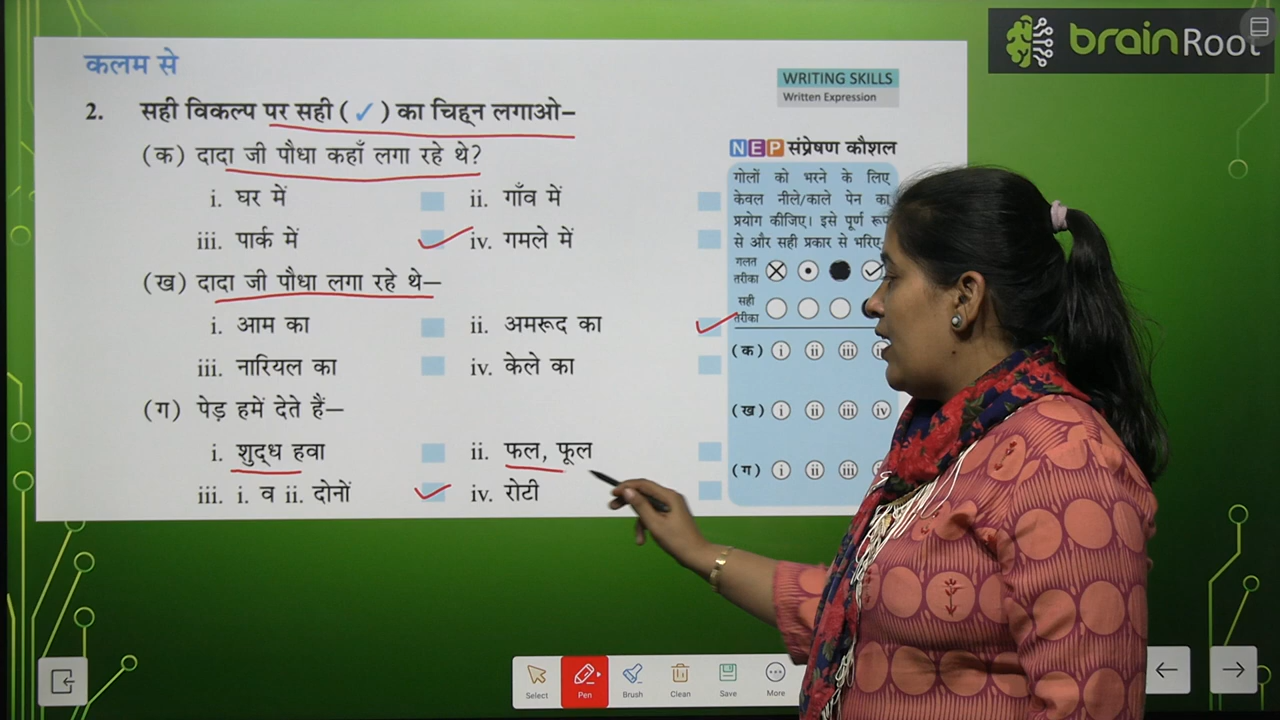 brainRoot
कलम से
WRITING SKILLS
Written Expression
2. सही विकल्प पर सही ( ✓ ) का चिह्न लगाओ–
(क) दादा जी पौधा कहाँ लगा रहे थे?
i. घर में
ii. गाँव में
iii. पार्क में
iv. गमले में
(ख) दादा जी पौधा लगा रहे थे–
i. आम का
ii. अमरूद का
iii. नारियल का
iv. केले का
(ग) पेड़ हमें देते हैं–
i. शुद्ध हवा
ii. फल, फूल
iii. i. व ii. दोनों
iv. रोटी
NEP संप्रेषण कौशल
गोलों को भरने के लिए
केवल नीले/काले पेन का
प्रयोग कीजिए। इसे पूर्ण रूप
से और सही प्रकार से भरिए
गलत
तरीका
सही
तरीका
(क) i ii iii
(ख) i ii iii iv
(ग) i ii iii
Select
Pen
Brush
Clean
Save
More